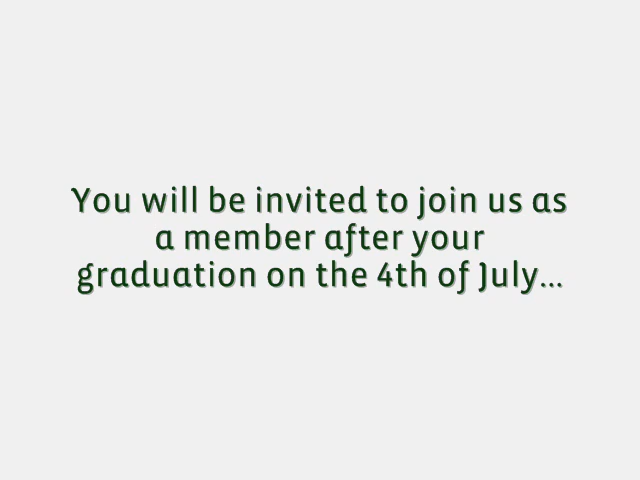 You will be invited to join us as
a member after your
graduation on the 4th of July...